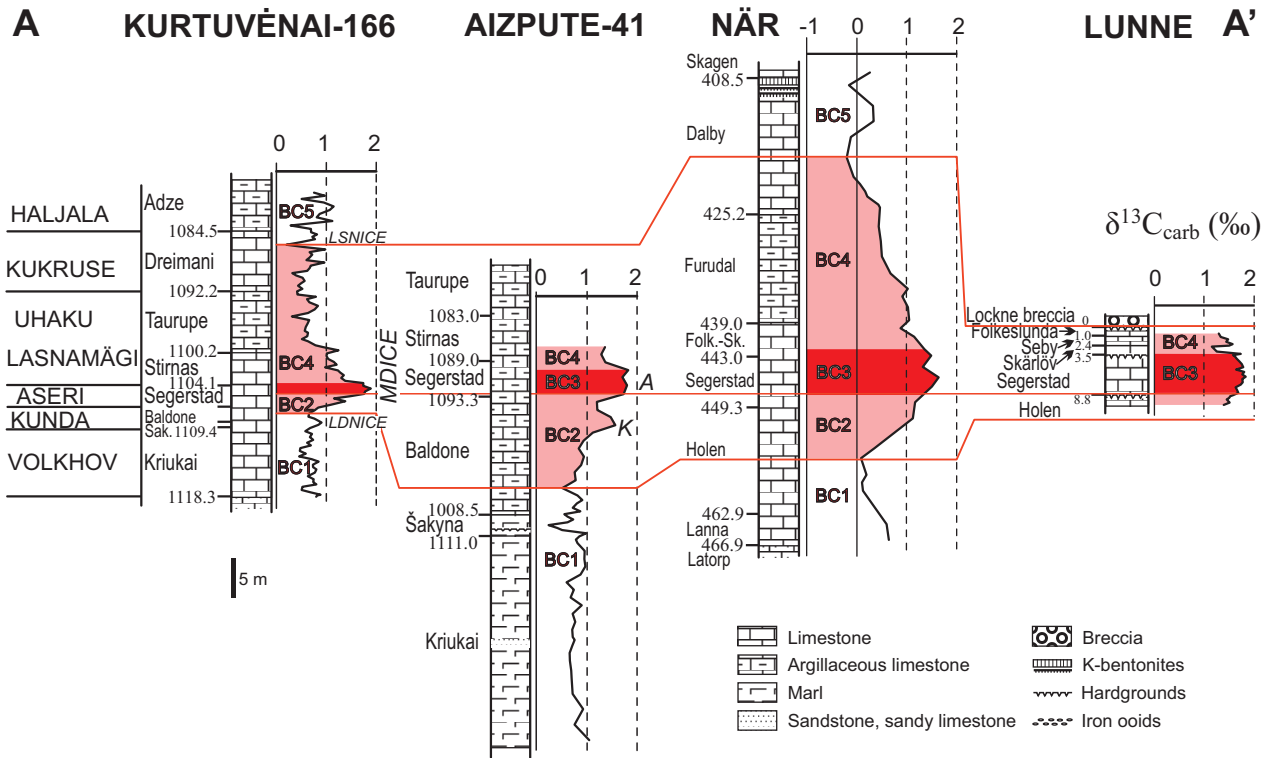 A KURTUVĖNAI-166 AIZPUTE-41 NÄR LUNNE A’
HALJALA
KUKRUSE
UHAKU
LASNAMÄGI
ASERI
KUNDA
VOLKHOV
Adze
1084.5
Dreimani
1092.2
Taurupe
1100.2
Stirnas
1104.1
Segerstad
Baldone
Šak. 1109.4
Kriukai
1118.3
0 1 2
BC5
LSNICE
BC4
BC2
LDNICE
BC1
5 m
MDICE
Taurupe
1083.0
Stirnas
1089.0
Segerstad
1093.3
Baldone
1008.5
Šakyna
1111.0
Kriukai
0 1 2
BC4
BC3 A
K
BC2
BC1
Skagen
408.5
Dalby
425.2
Furudal
439.0
Folk.-Sk.
443.0
Segerstad
449.3
Holen
462.9
Lanna
466.9
Latorp
-1 0 1 2
BC5
BC4
BC3
BC2
BC1
δ13Ccarb (‰)
0 1 2
Lockne breccia 0
Folkeslunda 1.0
Seby 2.4
Skärlöv 3.5
Segerstad
8.8
Holen
BC4
BC3
Limestone
Argillaceous limestone
Marl
Sandstone, sandy limestone
Breccia
K-bentonites
Hardgrounds
Iron ooids